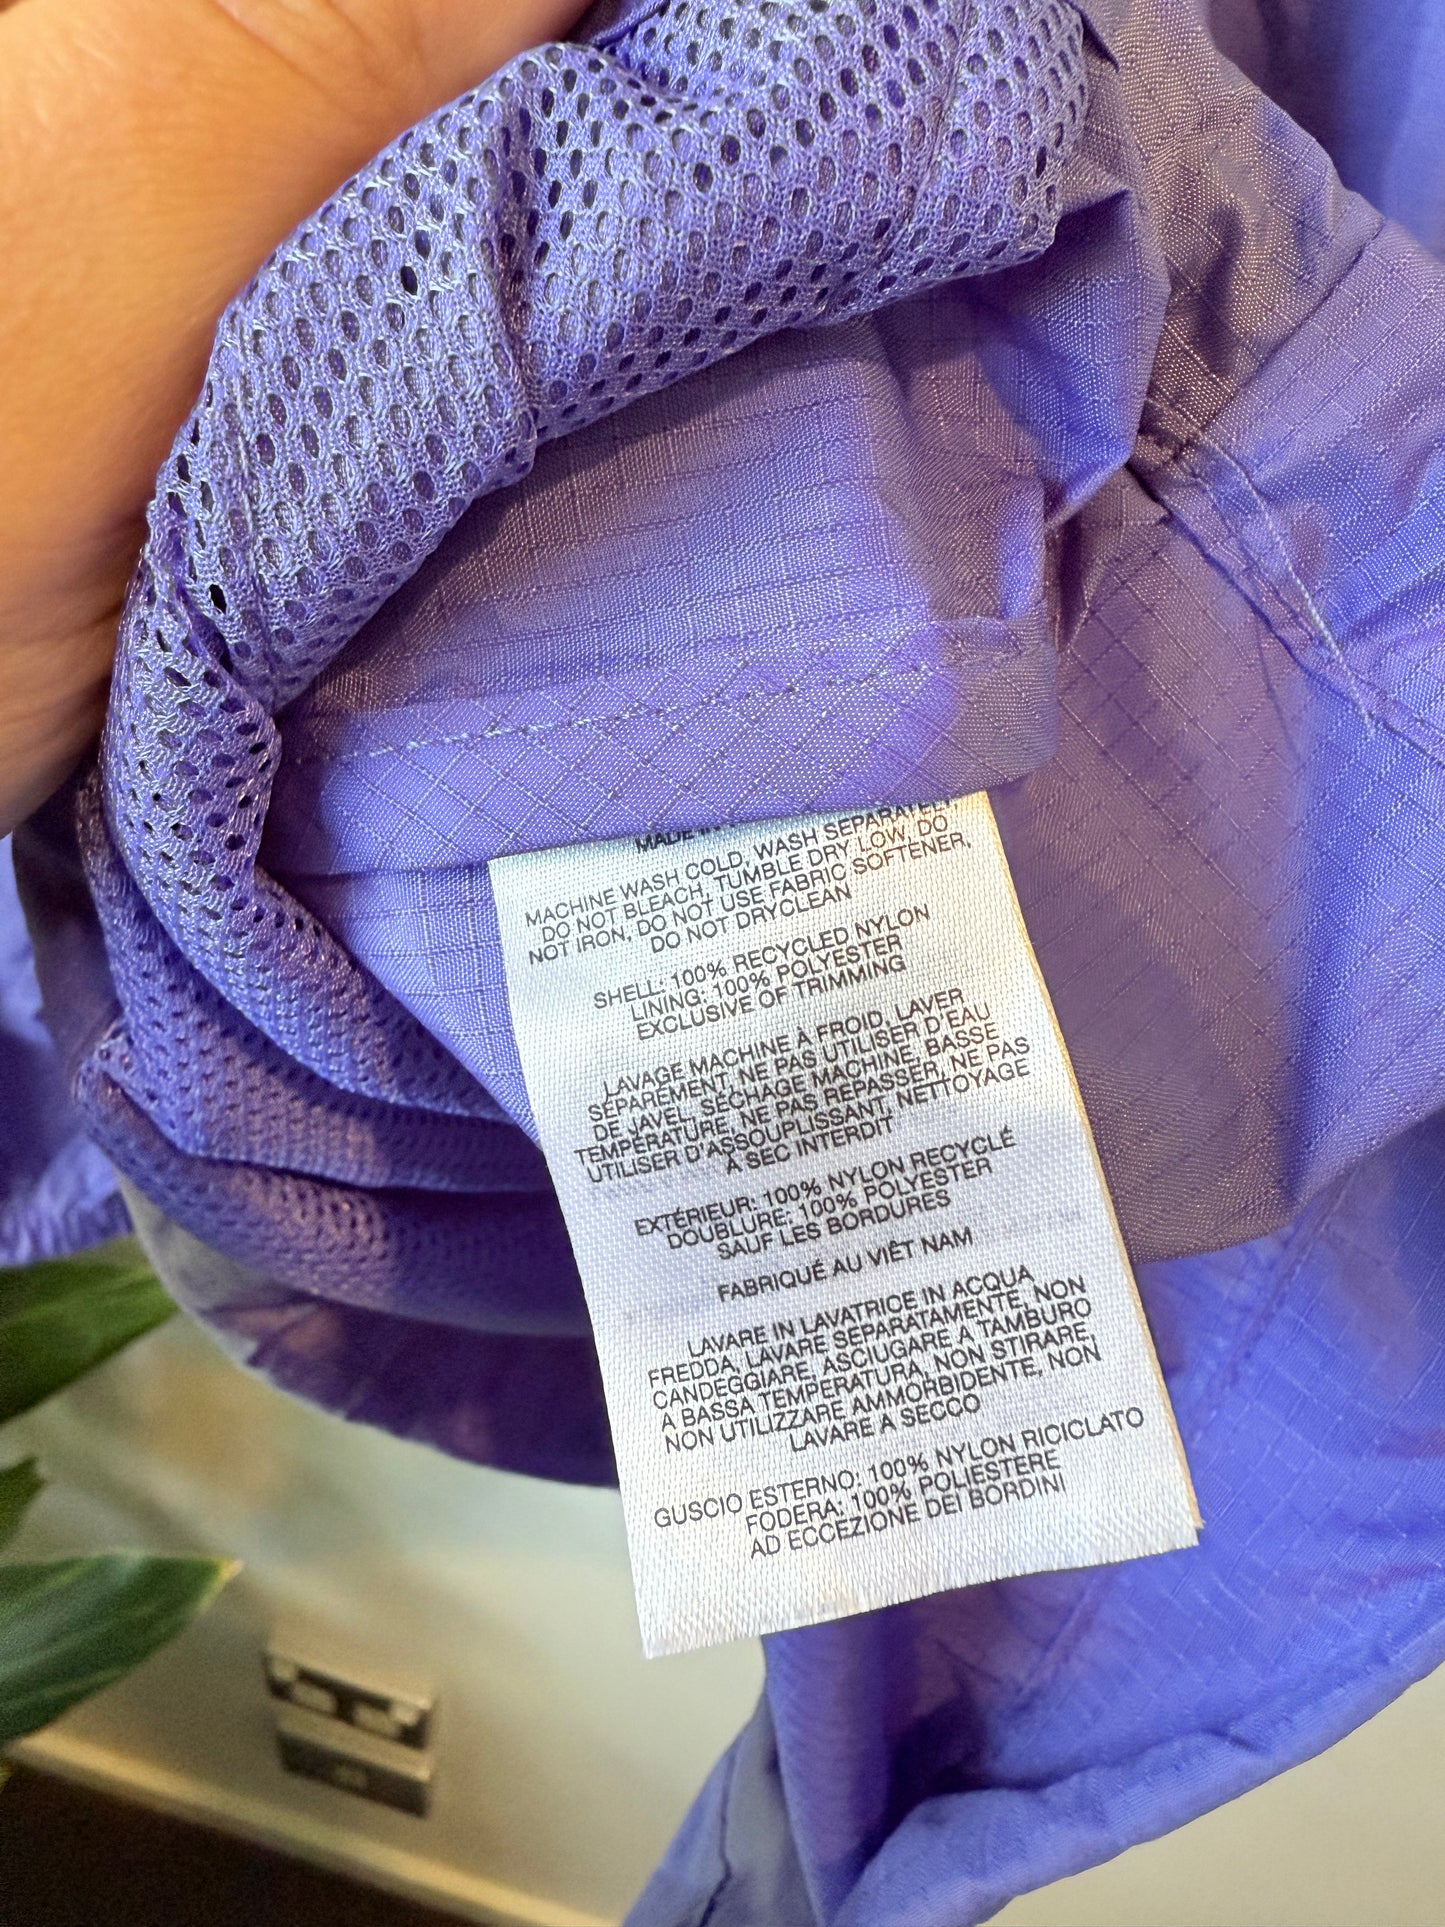 MADE IN
MACHINE WASH COLD, WASH SEPARATELY,
DO NOT BLEACH, TUMBLE DRY LOW, DO
NOT IRON, DO NOT USE FABRIC SOFTENER,
DO NOT DRYCLEAN
SHELL: 100% RECYCLED NYLON
LINING: 100% POLYESTER
EXCLUSIVE OF TRIMMING
LAVAGE MACHINE À FROID, LAVER
SÉPAREMENT, NE PAS UTILISER D'EAU
DE JAVEL, SÉCHAGE MACHINE, BASSE
TEMPÉRATURE, NE PAS REPASSER, NE PAS
UTILISER D'ASSOUPLISSANT, NETTOYAGE
À SEC INTERDIT
EXTÉRIEUR: 100% NYLON RECYCLÉ
DOUBLURE: 100% POLYESTER
SAUF LES BORDURES
FABRIQUÉ AU VIÊT NAM
LAVARE IN LAVATRICE IN ACQUA
FREDDA, LAVARE SEPARATAMENTE, NON
CANDEGGIARE, ASCIUGARE A TAMBURO
A BASSA TEMPERATURA, NON STIRARE,
NON UTILIZZARE AMMORBIDENTE, NON
LAVARE A SECCO
GUSCIO ESTERNO: 100% NYLON RICICLATO
FODERA: 100% POLIESTERE
AD ECCEZIONE DEI BORDINI